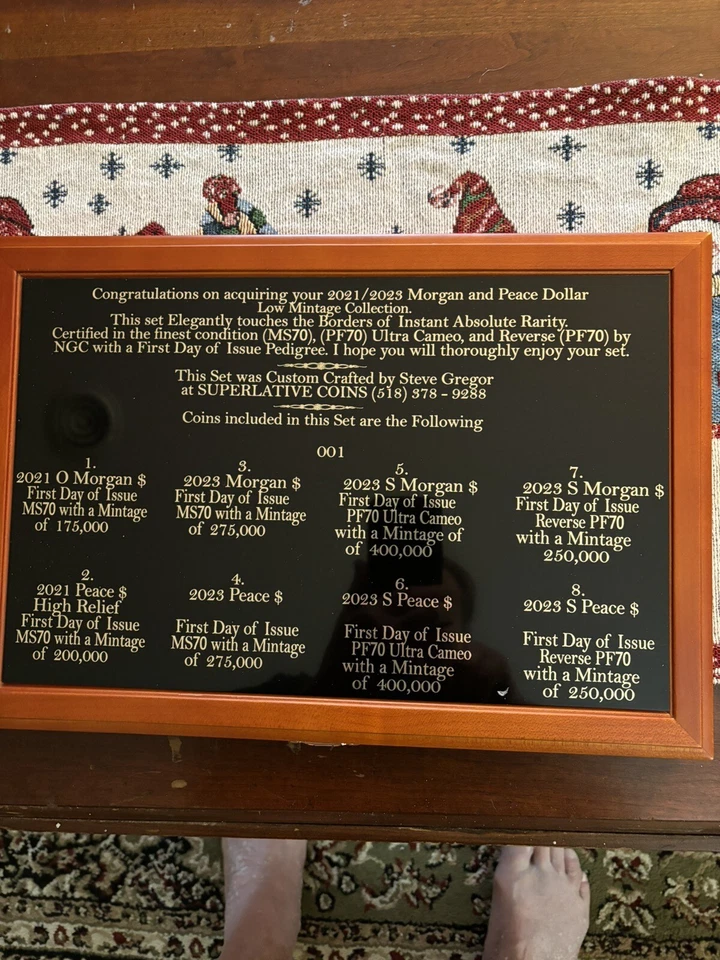 Congratulations on acquiring your 2021/2023 Morgan and Peace Dollar
Low Mintage Collection.
This set Elegantly touches the Borders of Instant Absolute Rarity.
Certified in the finest condition (MS70), (PF70) Ultra Cameo, and Reverse (PF70) by
NGC with a First Day of Issue Pedigree. I hope you will thoroughly enjoy your set.
This Set was Custom Crafted by Steve Gregor
at SUPERLATIVE COINS (518) 378 - 9288
Coins included in this Set are the Following
001
1.
2021 O Morgan $
First Day of Issue
MS70 with a Mintage
of 175,000
3.
2023 Morgan $
First Day of Issue
MS70 with a Mintage
of 275,000
5.
2023 S Morgan $
First Day of Issue
PF70 Ultra Cameo
with a Mintage of
of 400,000
7.
2023 S Morgan $
First Day of Issue
Reverse PF70
with a Mintage
250,000
2.
2021 Peace $
High Relief
First Day of Issue
MS70 with a Mintage
of 200,000
4.
2023 Peace $
First Day of Issue
MS70 with a Mintage
of 275,000
6.
2023 S Peace $
First Day of Issue
PF70 Ultra Cameo
with a Mintage
of 400,000
8.
2023 S Peace $
First Day of Issue
Reverse PF70
with a Mintage
of 250,000